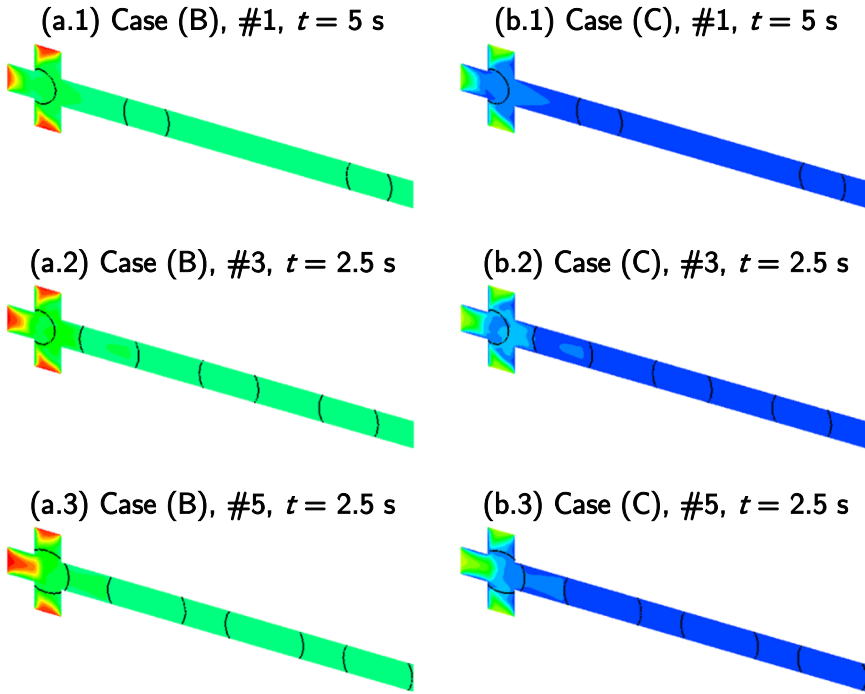 (a.1) Case (B), #1, t = 5 s
(b.1) Case (C), #1, t = 5 s
(a.2) Case (B), #3, t = 2.5 s
(b.2) Case (C), #3, t = 2.5 s
(a.3) Case (B), #5, t = 2.5 s
(b.3) Case (C), #5, t = 2.5 s